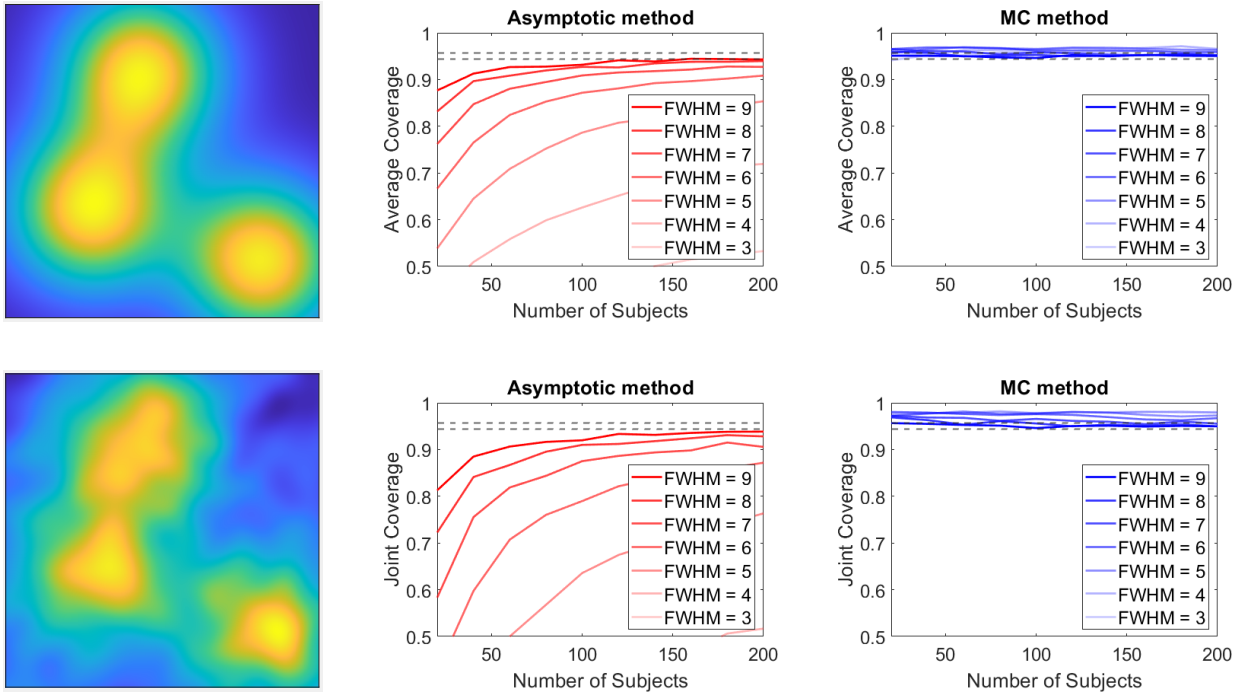 Asymptotic method
1
0.9
0.8
0.7
0.6
0.5
Average Coverage
FWHM = 9
FWHM = 8
FWHM = 7
FWHM = 6
FWHM = 5
FWHM = 4
FWHM = 3
50
100
150
200
Number of Subjects
MC method
1
0.9
0.8
0.7
0.6
0.5
Average Coverage
FWHM = 9
FWHM = 8
FWHM = 7
FWHM = 6
FWHM = 5
FWHM = 4
FWHM = 3
50
100
150
200
Number of Subjects
Asymptotic method
1
0.9
0.8
0.7
0.6
0.5
Joint Coverage
FWHM = 9
FWHM = 8
FWHM = 7
FWHM = 6
FWHM = 5
FWHM = 4
FWHM = 3
50
100
150
200
Number of Subjects
MC method
1
0.9
0.8
0.7
0.6
0.5
Joint Coverage
FWHM = 9
FWHM = 8
FWHM = 7
FWHM = 6
FWHM = 5
FWHM = 4
FWHM = 3
50
100
150
200
Number of Subjects